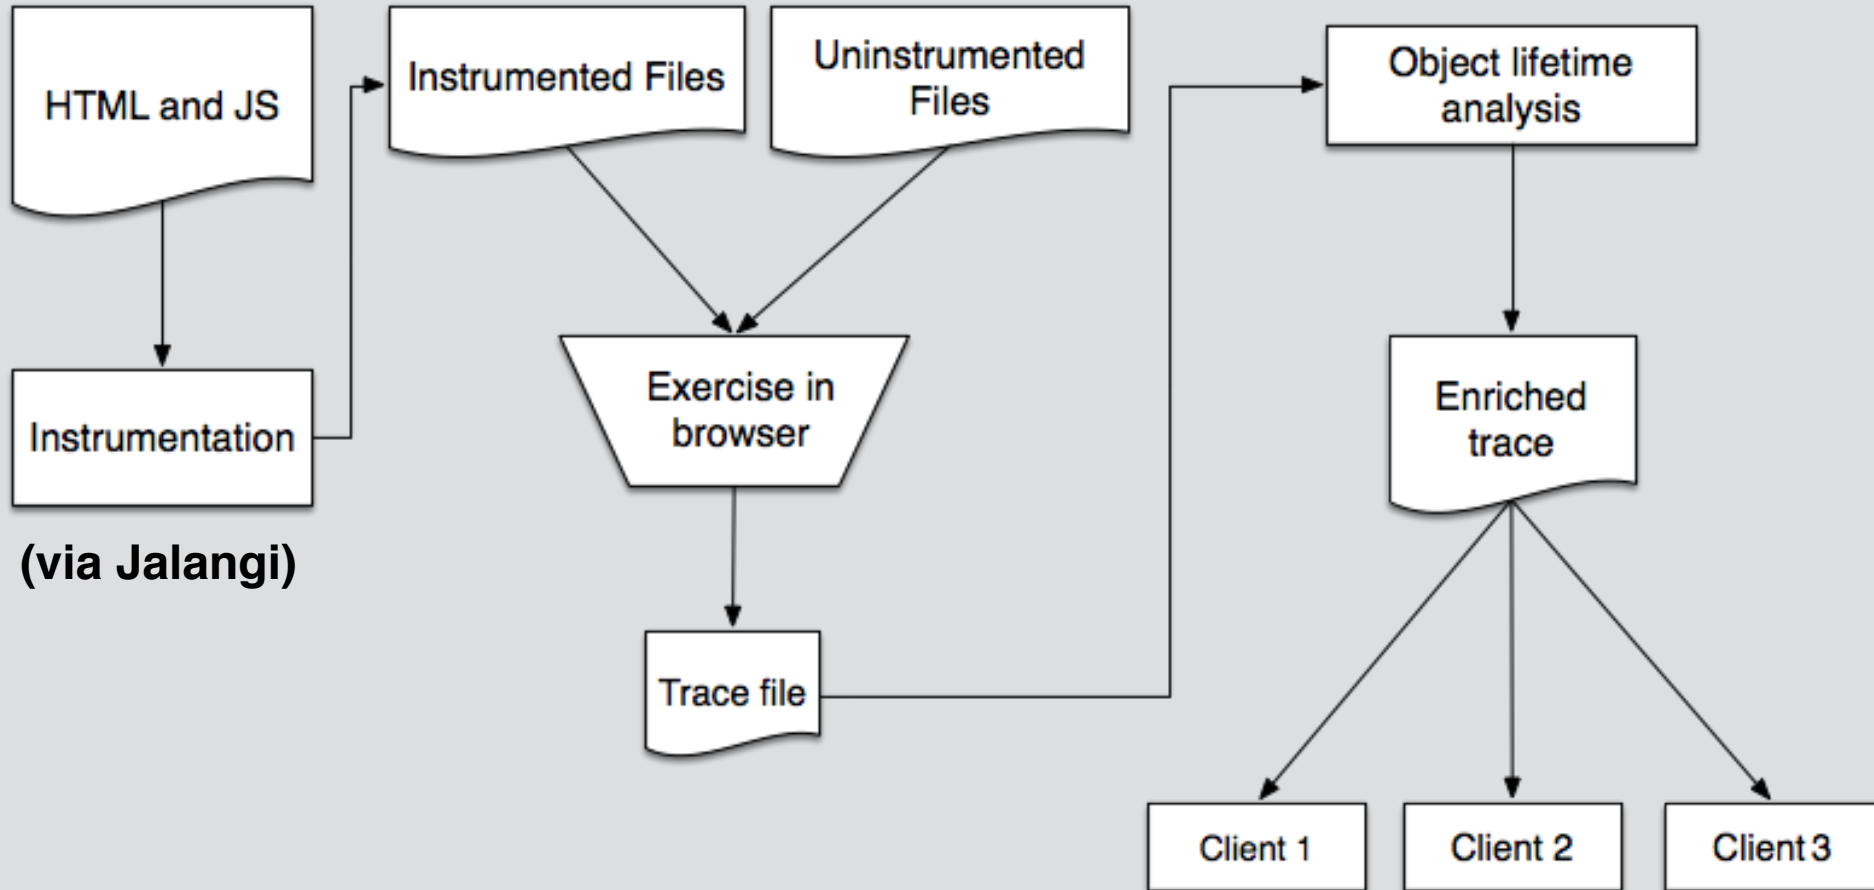 HTML and JS
Instrumentation
(via Jalangi)
Instrumented Files
Uninstrumented
Files
Exercise in
browser
Trace file
Object lifetime
analysis
Enriched
trace
Client 1
Client 2
Client 3